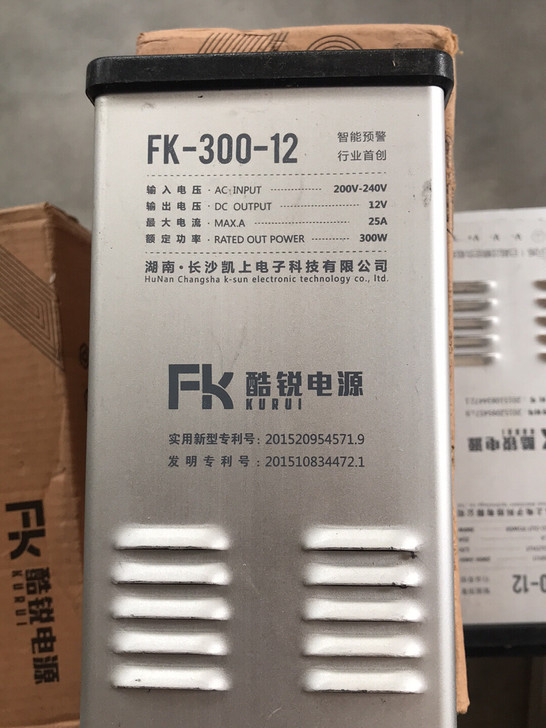 FK-300-12
智能预警
行业首创
输入电压 · AC INPUT ················ 200V-240V
输出电压 · DC OUTPUT ················ 12V
最大电流 · MAX.A ················ 25A
额定功率 · RATED OUT POWER ········ 300W
湖南 · 长沙凯上电子科技有限公司
HuNan Changsha k-sun electronic technology co., ltd.
FK 酷锐电源
KURUI
实用新型专利号: 201520954571.9
发明专利号: 201510834472.1
FK
KURUI
酷锐电源